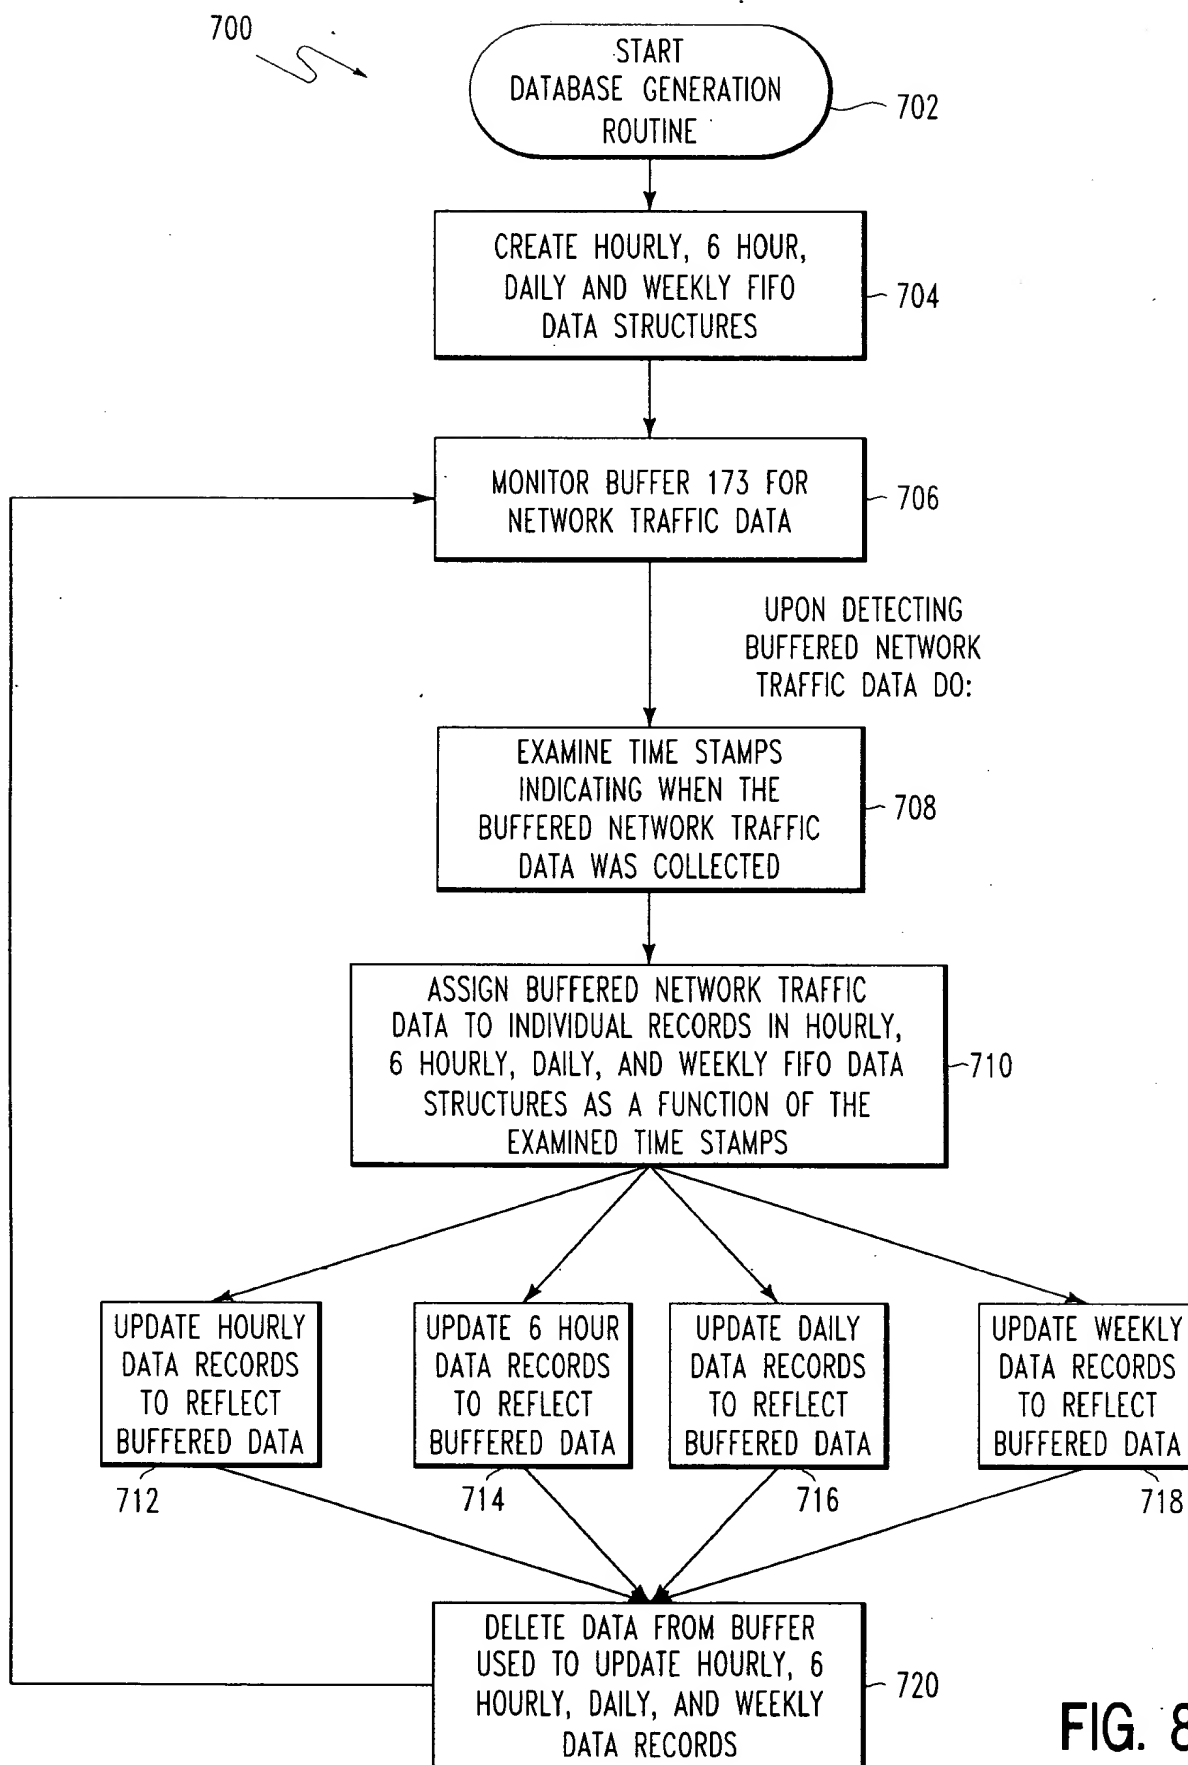 700
START
DATABASE GENERATION
ROUTINE
702
CREATE HOURLY, 6 HOUR,
DAILY AND WEEKLY FIFO
DATA STRUCTURES
704
MONITOR BUFFER 173 FOR
NETWORK TRAFFIC DATA
706
UPON DETECTING
BUFFERED NETWORK
TRAFFIC DATA DO:
EXAMINE TIME STAMPS
INDICATING WHEN THE
BUFFERED NETWORK TRAFFIC
DATA WAS COLLECTED
708
ASSIGN BUFFERED NETWORK TRAFFIC
DATA TO INDIVIDUAL RECORDS IN HOURLY,
6 HOURLY, DAILY, AND WEEKLY FIFO DATA
STRUCTURES AS A FUNCTION OF THE
EXAMINED TIME STAMPS
710
UPDATE HOURLY
DATA RECORDS
TO REFLECT
BUFFERED DATA
712
UPDATE 6 HOUR
DATA RECORDS
TO REFLECT
BUFFERED DATA
714
UPDATE DAILY
DATA RECORDS
TO REFLECT
BUFFERED DATA
716
UPDATE WEEKLY
DATA RECORDS
TO REFLECT
BUFFERED DATA
718
DELETE DATA FROM BUFFER
USED TO UPDATE HOURLY, 6
HOURLY, DAILY, AND WEEKLY
DATA RECORDS
720
FIG. 8